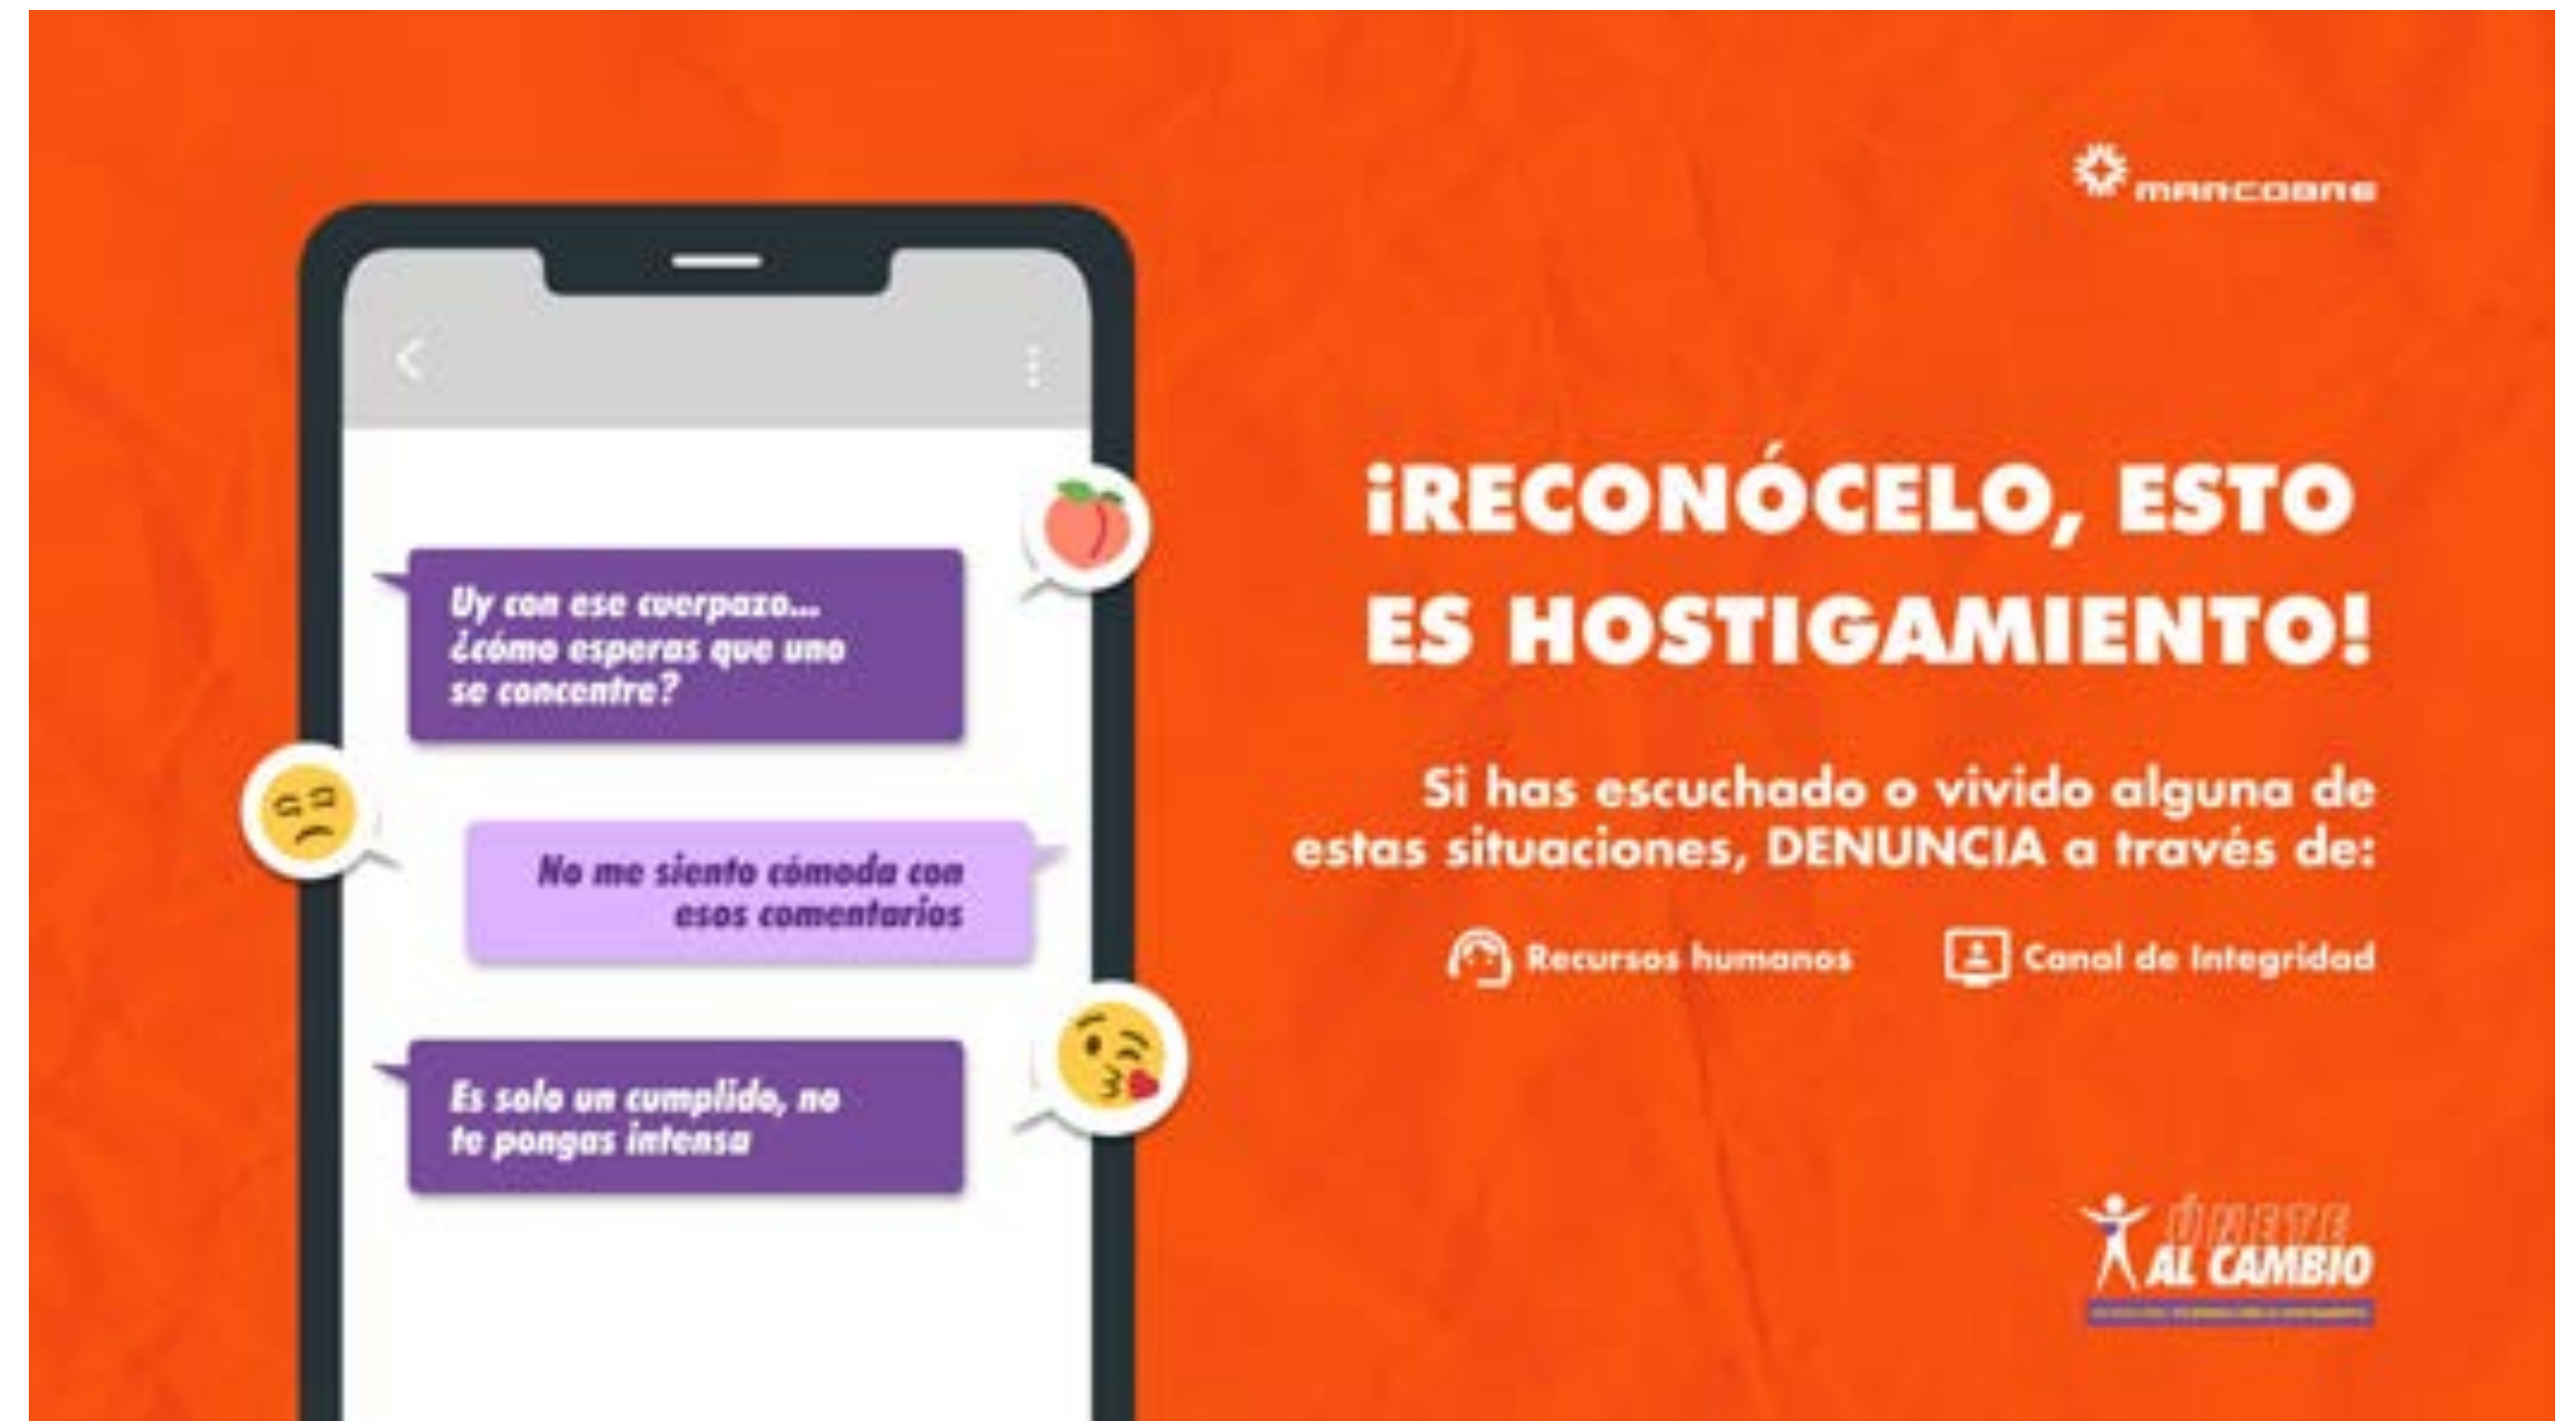 MARCOBRE
Uy con ese cuerpazo...
¿cómo esperas que uno
se concentre?
No me siento cómoda con
esos comentarios
Es solo un cumplido, no
te pongas intensa
¡RECONÓCELO, ESTO
ES HOSTIGAMIENTO!
Si has escuchado o vivido alguna de
estas situaciones, DENUNCIA a través de:
Recursos humanos
Canal de Integridad
ÚNETE
AL CAMBIO